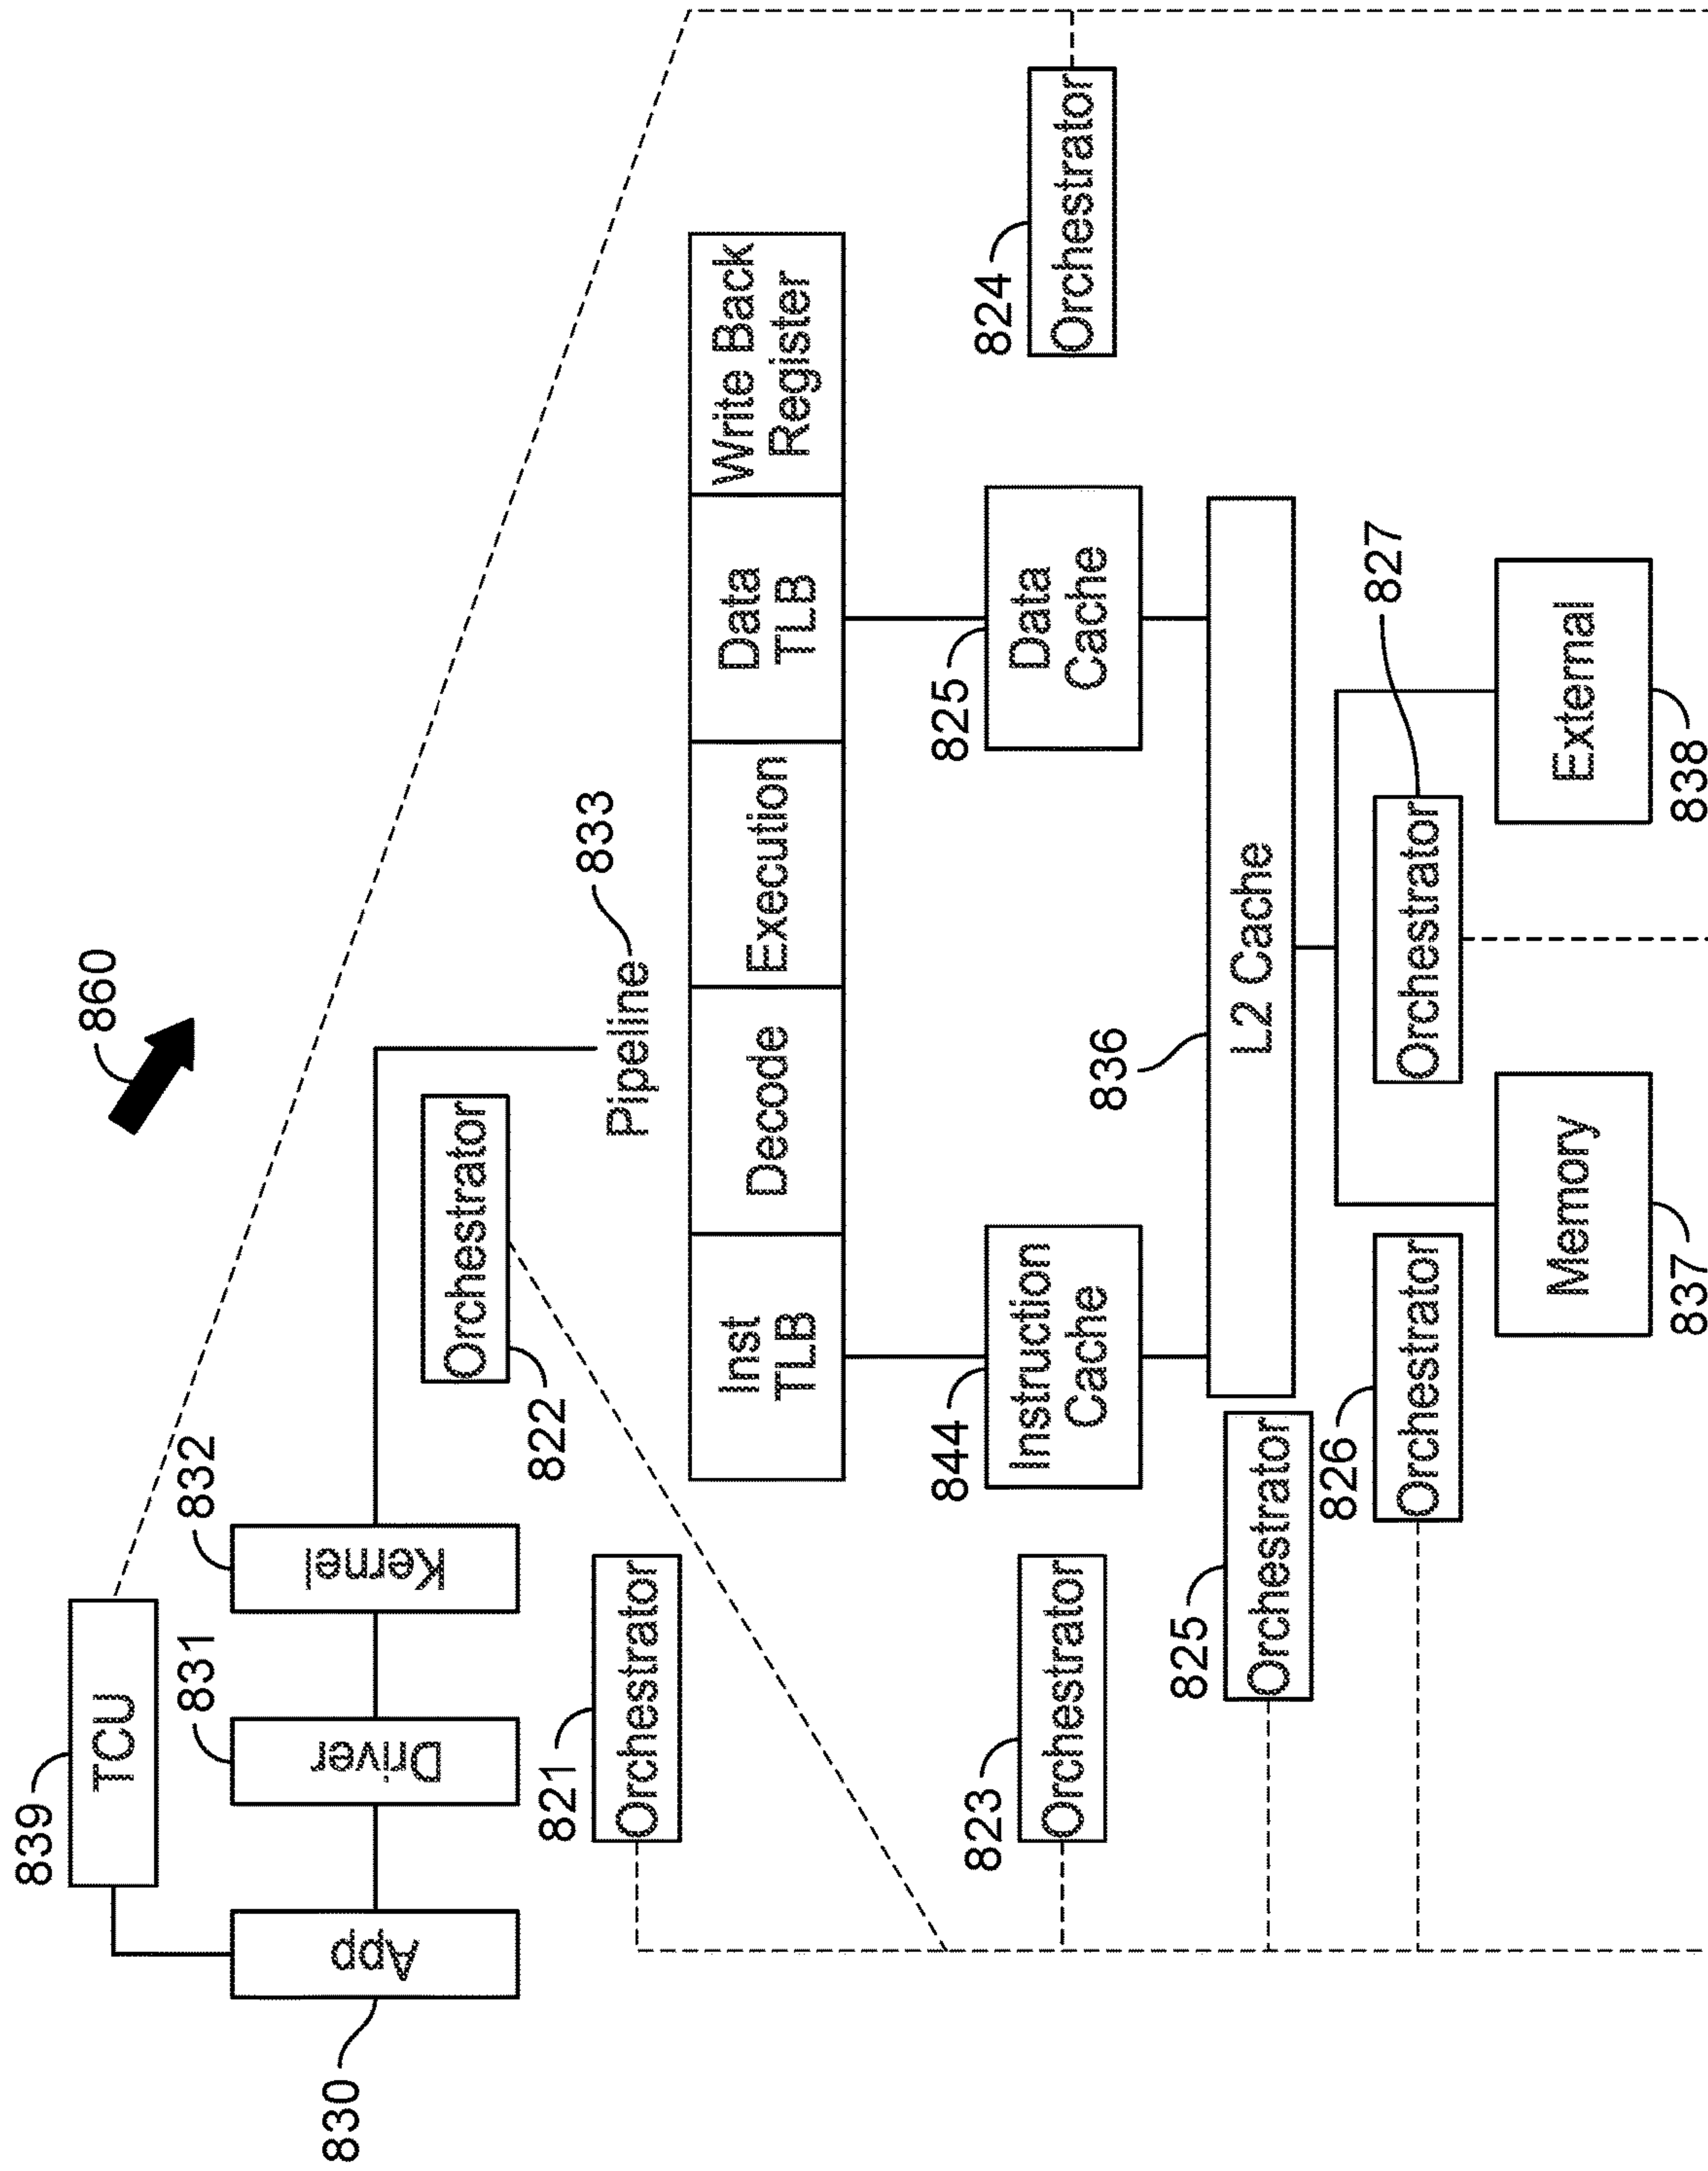 839
860
TCU
831
832
830
App
Driver
Kernel
Orchestrator
822
821
833
Orchestrator
Pipeline
Inst
TLB
Decode
Execution
Data
TLB
Write Back
Register
844
825
823
824
Orchestrator
Instruction
Cache
Data
Cache
Orchestrator
836
825
Orchestrator
L2 Cache
826
827
Orchestrator
Orchestrator
Memory
External
837
838